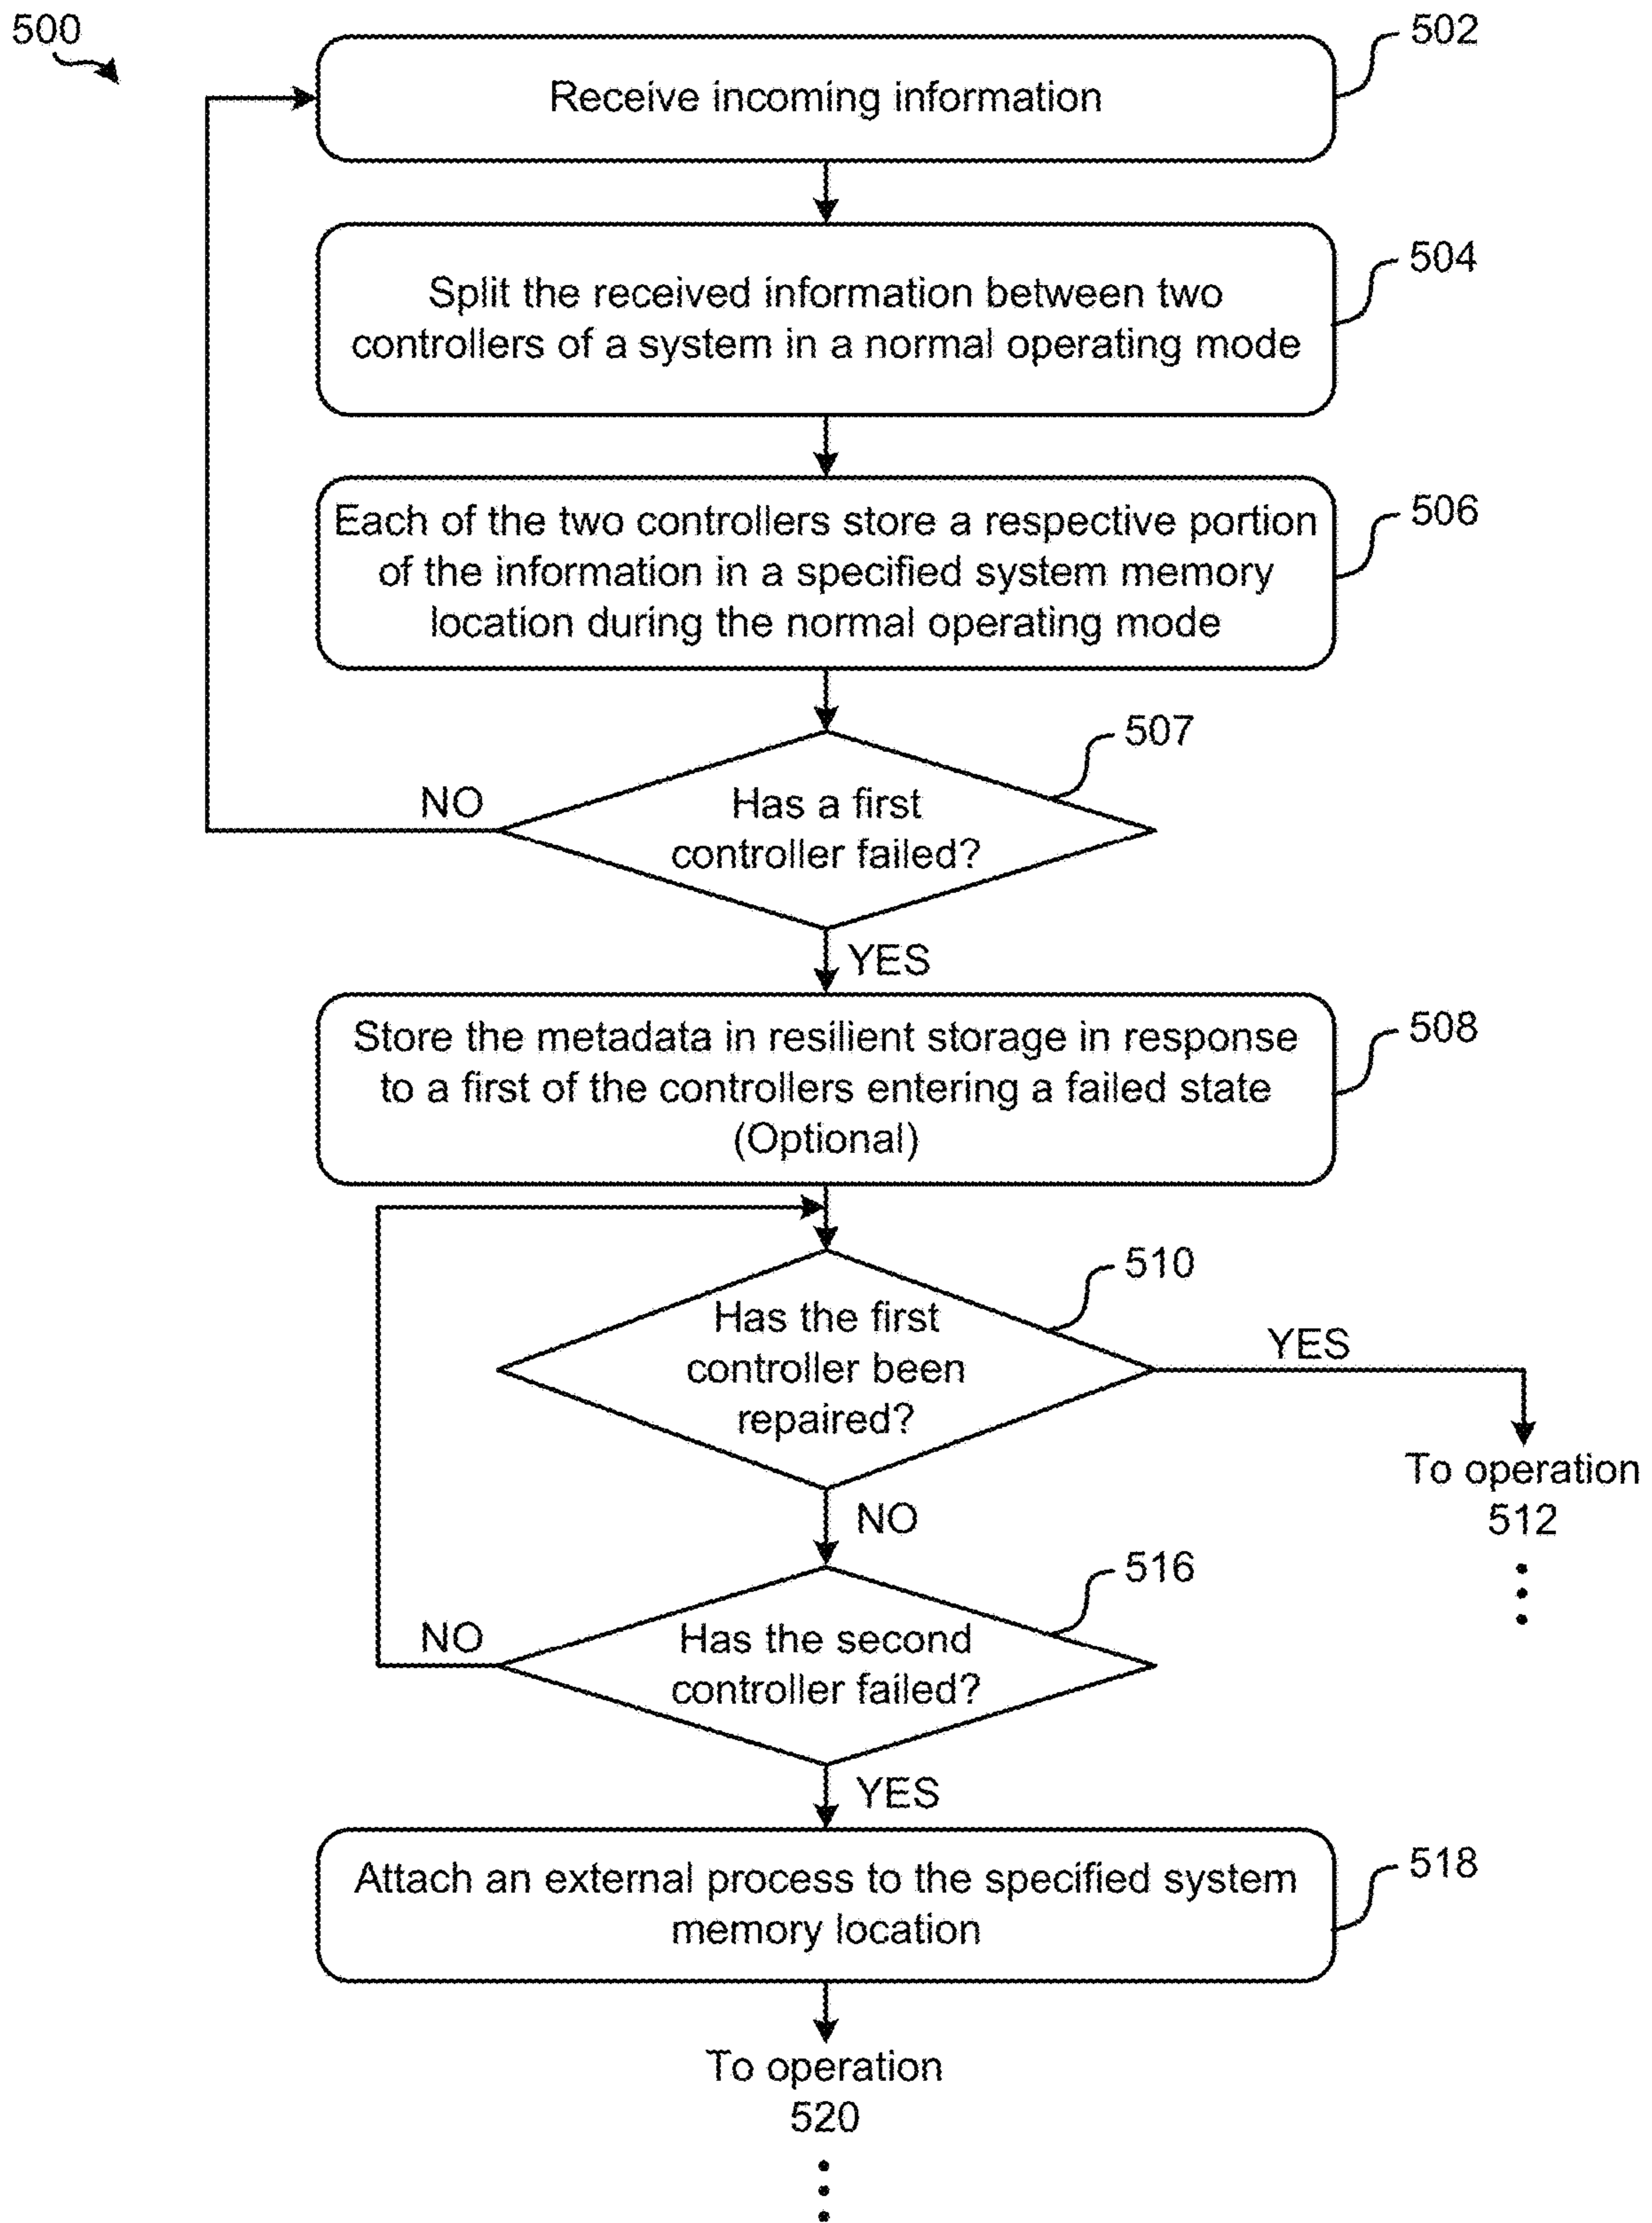 500
502
Receive incoming information
504
Split the received information between two
controllers of a system in a normal operating mode
506
Each of the two controllers store a respective portion
of the information in a specified system memory
location during the normal operating mode
507
NO
Has a first
controller failed?
YES
508
Store the metadata in resilient storage in response
to a first of the controllers entering a failed state
(Optional)
510
Has the first
controller been
repaired?
YES
To operation
512
NO
516
NO
Has the second
controller failed?
YES
518
Attach an external process to the specified system
memory location
To operation
520